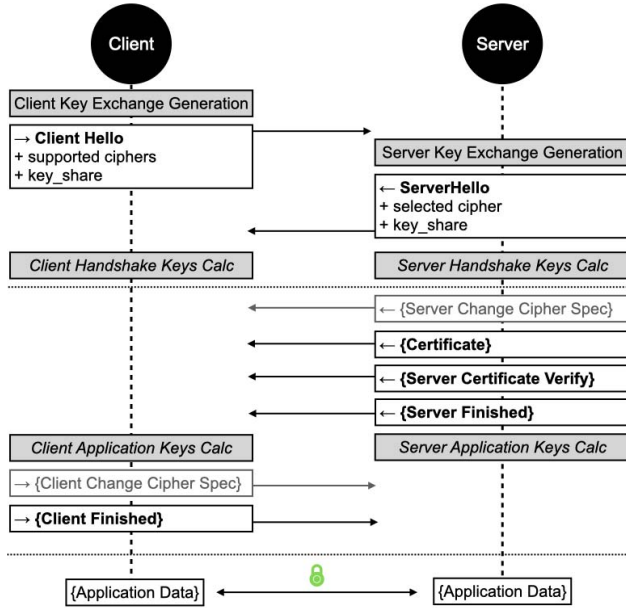 Client
Server
Client Key Exchange Generation
→ Client Hello
+ supported ciphers
+ key_share
Server Key Exchange Generation
← ServerHello
+ selected cipher
+ key_share
Client Handshake Keys Calc
Server Handshake Keys Calc
← {Server Change Cipher Spec}
← {Certificate}
← {Server Certificate Verify}
← {Server Finished}
Client Application Keys Calc
Server Application Keys Calc
→ {Client Change Cipher Spec}
→ {Client Finished}
{Application Data}
{Application Data}